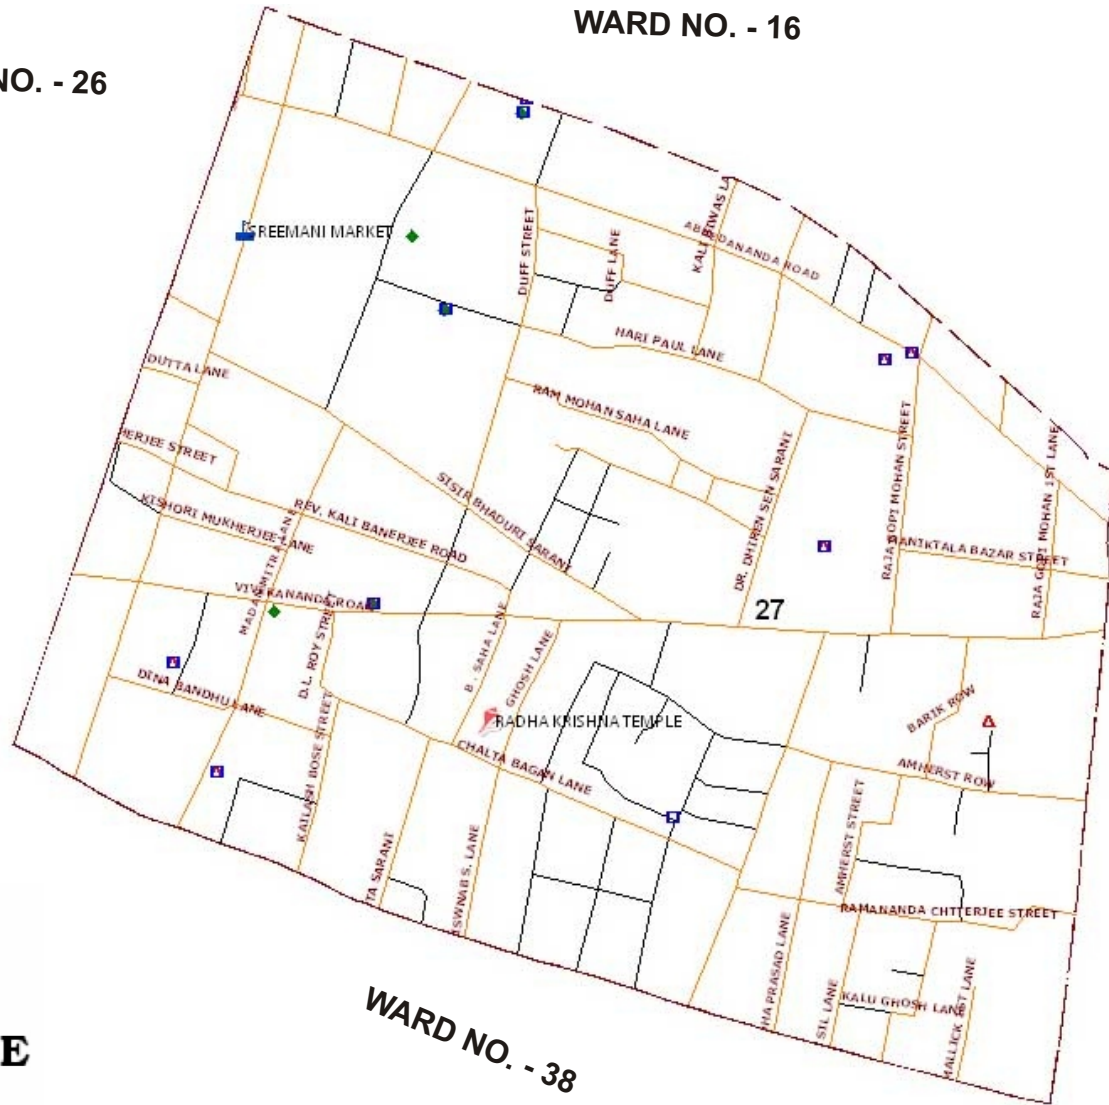 WARD NO. - 16
NO. - 26
SREEMANI MARKET
DUFF STREET
DUFF LANE
KALI BISWAS LA
ABHEDANANDA ROAD
HARI PAUL LANE
DUTTA LANE
RAM MOHAN SAHA LANE
HERJEE STREET
KISHORI MUKHERJEE LANE
REV. KALI BANERJEE ROAD
SISIR BHADURI SARANI
DR. DHIREN SEN SARANI
RAJA GOPI MOHAN STREET
RAJA GOPI MOHAN 1ST LANE
MANIKTALA BAZAR STREET
MADAN MITRA LANE
VIVEKANANDA ROAD
27
D.L. ROY STREET
B . SAHA LANE
GHOSH LANE
DINA BANDHU LANE
RADHA KRISHNA TEMPLE
BARIK ROW
CHALTA BAGAN LANE
AMHERST ROW
KAILASH BOSE STREET
AMHERST STREET
TA SARANI
ISWNAB S. LANE
RAMANANDA CHTTERJEE STREET
HA PRASAD LANE
SIL LANE
KALU GHOSH LANE
MALLICK 1ST LANE
WARD NO. - 38
E